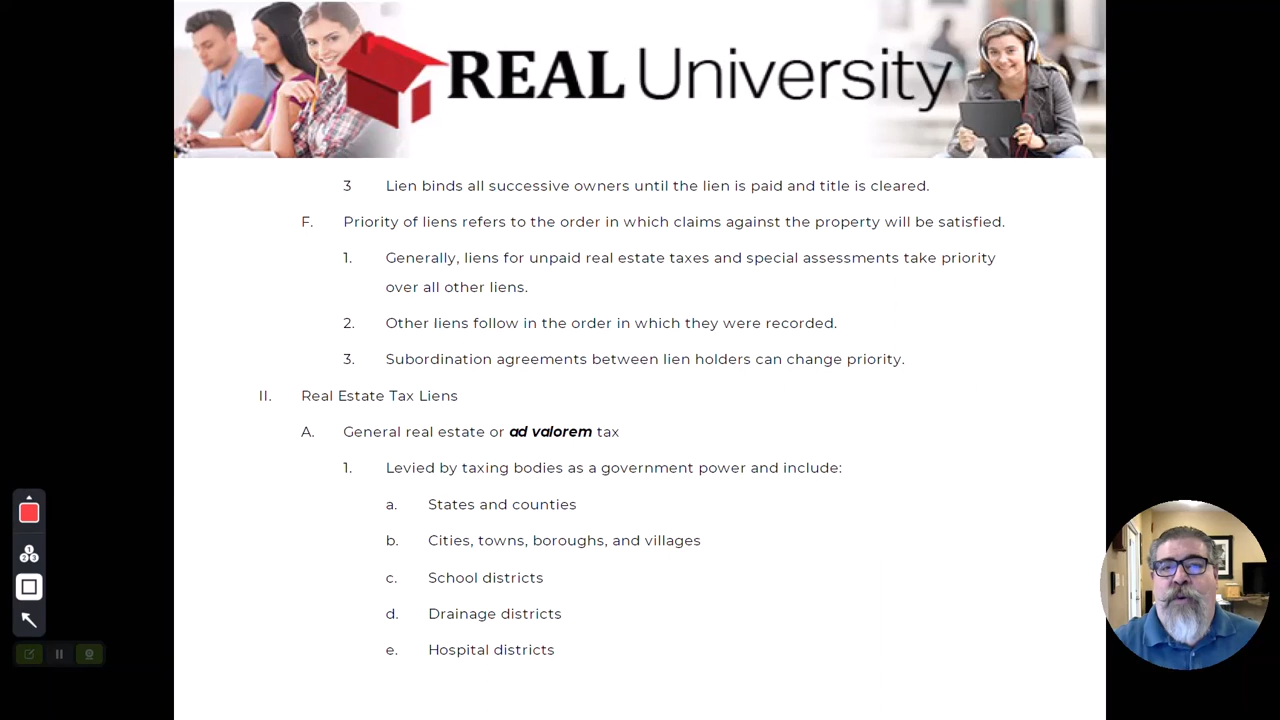 REAL University
3 Lien binds all successive owners until the lien is paid and title is cleared.
F. Priority of liens refers to the order in which claims against the property will be satisfied.
1. Generally, liens for unpaid real estate taxes and special assessments take priority
over all other liens.
2. Other liens follow in the order in which they were recorded.
3. Subordination agreements between lien holders can change priority.
II. Real Estate Tax Liens
A. General real estate or ad valorem tax
1. Levied by taxing bodies as a government power and include:
a. States and counties
b. Cities, towns, boroughs, and villages
c. School districts
d. Drainage districts
e. Hospital districts